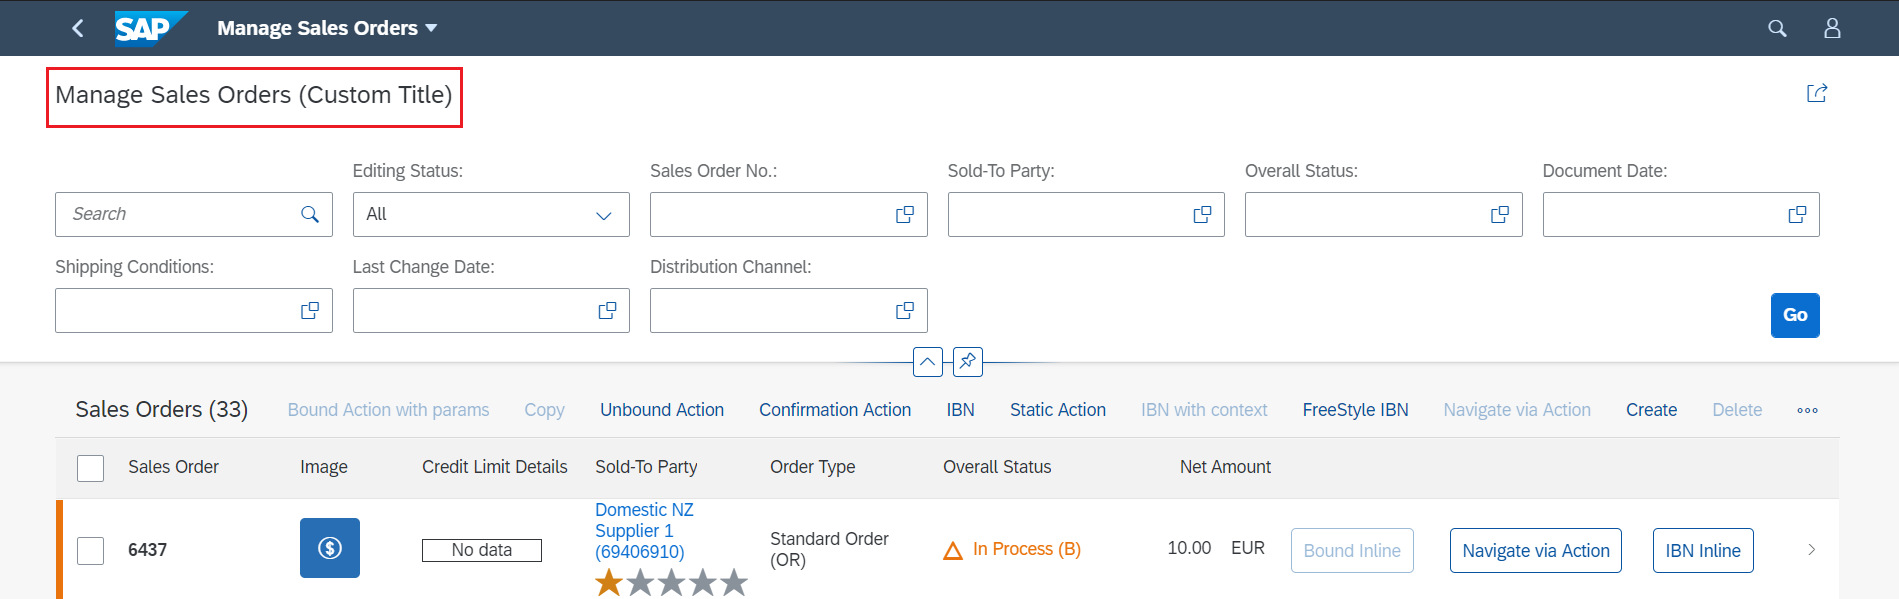 SAP Manage Sales Orders
Manage Sales Orders (Custom Title)
Editing Status: Sales Order No.: Sold-To Party: Overall Status: Document Date:
Search All
Shipping Conditions: Last Change Date: Distribution Channel:
Go
Sales Orders (33) Bound Action with params Copy Unbound Action Confirmation Action IBN Static Action IBN with context FreeStyle IBN Navigate via Action Create Delete
Sales Order Image Credit Limit Details Sold-To Party Order Type Overall Status Net Amount
6437 No data Domestic NZ
Supplier 1
(69406910) Standard Order
(OR) In Process (B) 10.00 EUR Bound Inline Navigate via Action IBN Inline